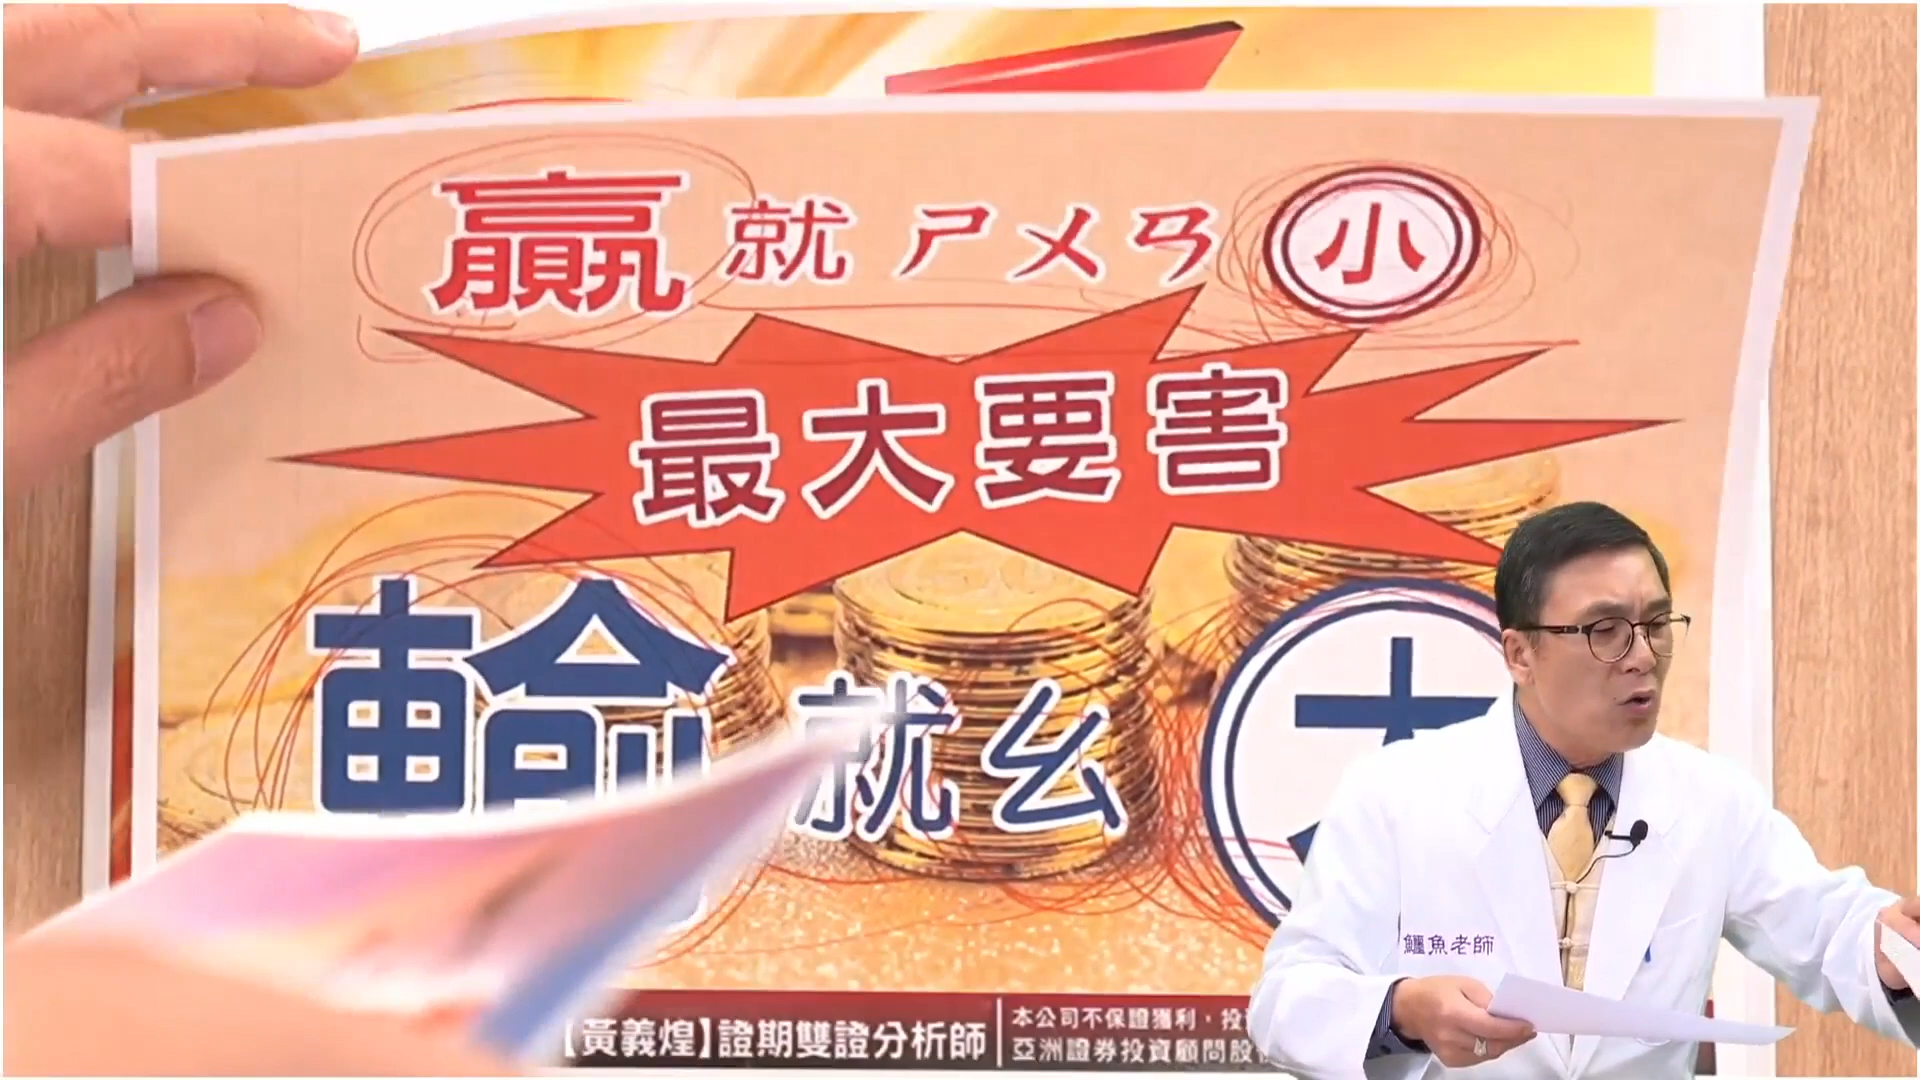 贏就ㄕㄨㄢ小
最大要害
輸就ㄠ大
鱷魚老師
【黃義煌】證期雙證分析師
本公司不保證獲利，投
亞洲證券投資顧問股